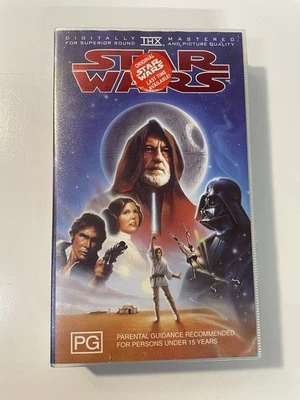 DIGITALLY THX MASTERED
FOR SUPERIOR SOUND AND PICTURE QUALITY
STAR
WARS
ORIGINAL
STAR
WARS
LAST TIME
AVAILABLE!
PG
PARENTAL GUIDANCE RECOMMENDED
FOR PERSONS UNDER 15 YEARS